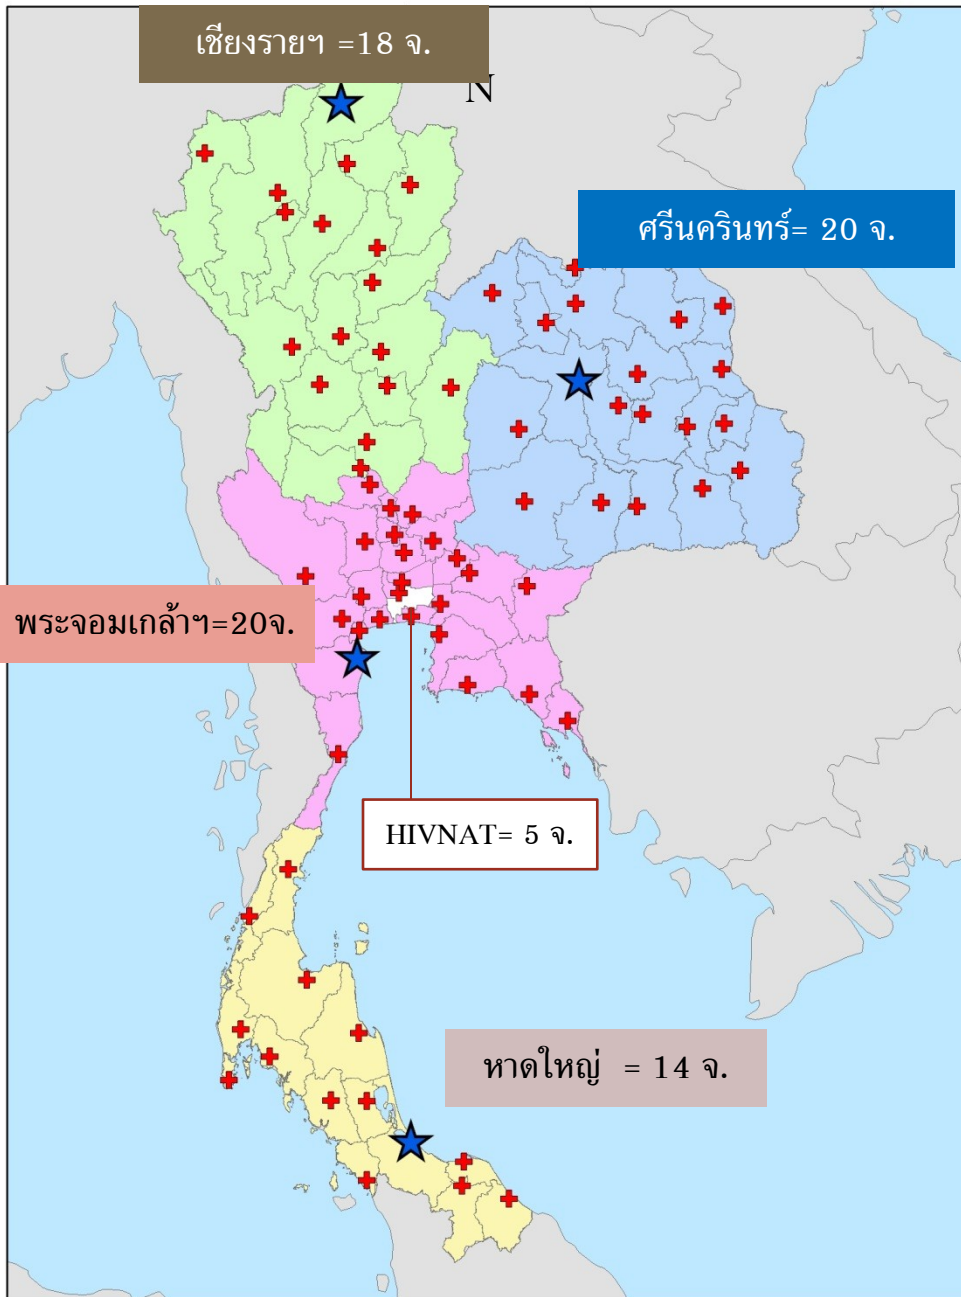 เชียงรายฯ =18 จ.
N
ศรีนครินทร์= 20 จ.
พระจอมเกล้าฯ=20จ.
HIVNAT= 5 จ.
หาดใหญ่ = 14 จ.